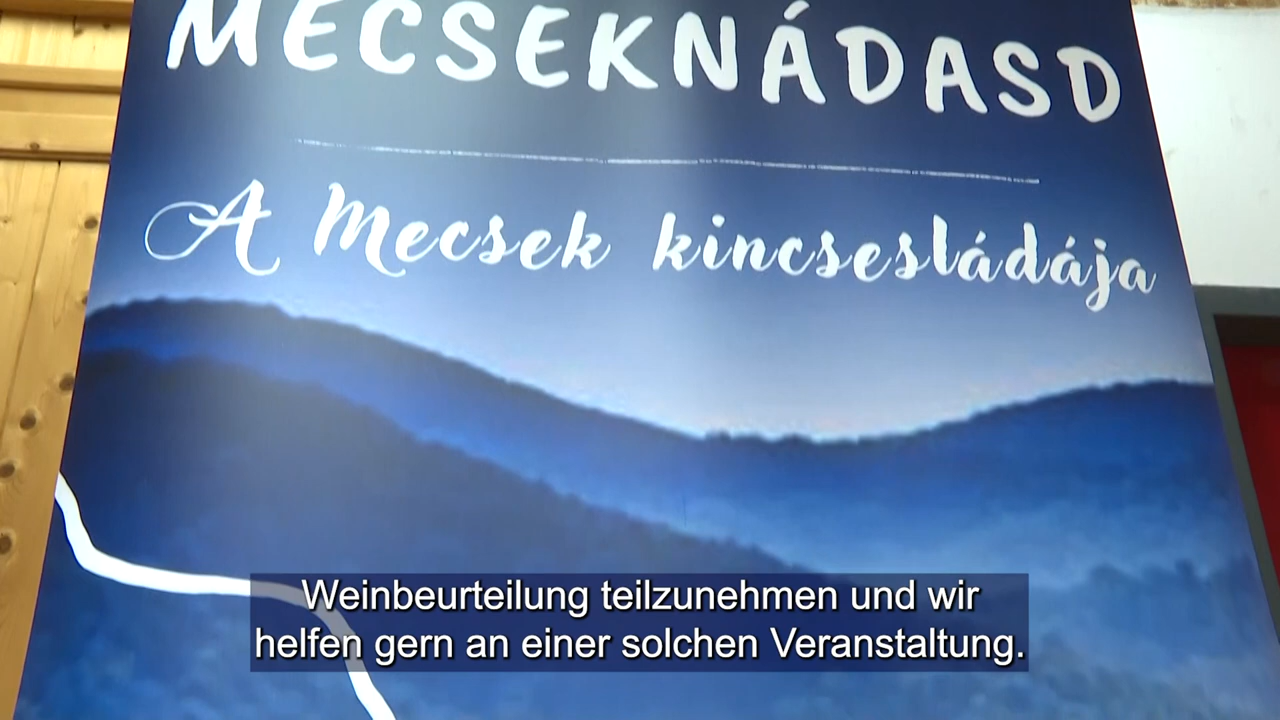 MECSEKNÁDASD
A Mecsek kincsesládája
Weinbeurteilung teilzunehmen und wir
helfen gern an einer solchen Veranstaltung.